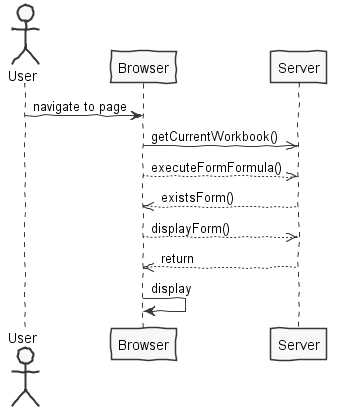 User
Browser
Server
navigate to page
getCurrentWorkbook()
executeFormFormula()
existsForm()
displayForm()
return
display
User
Browser
Server